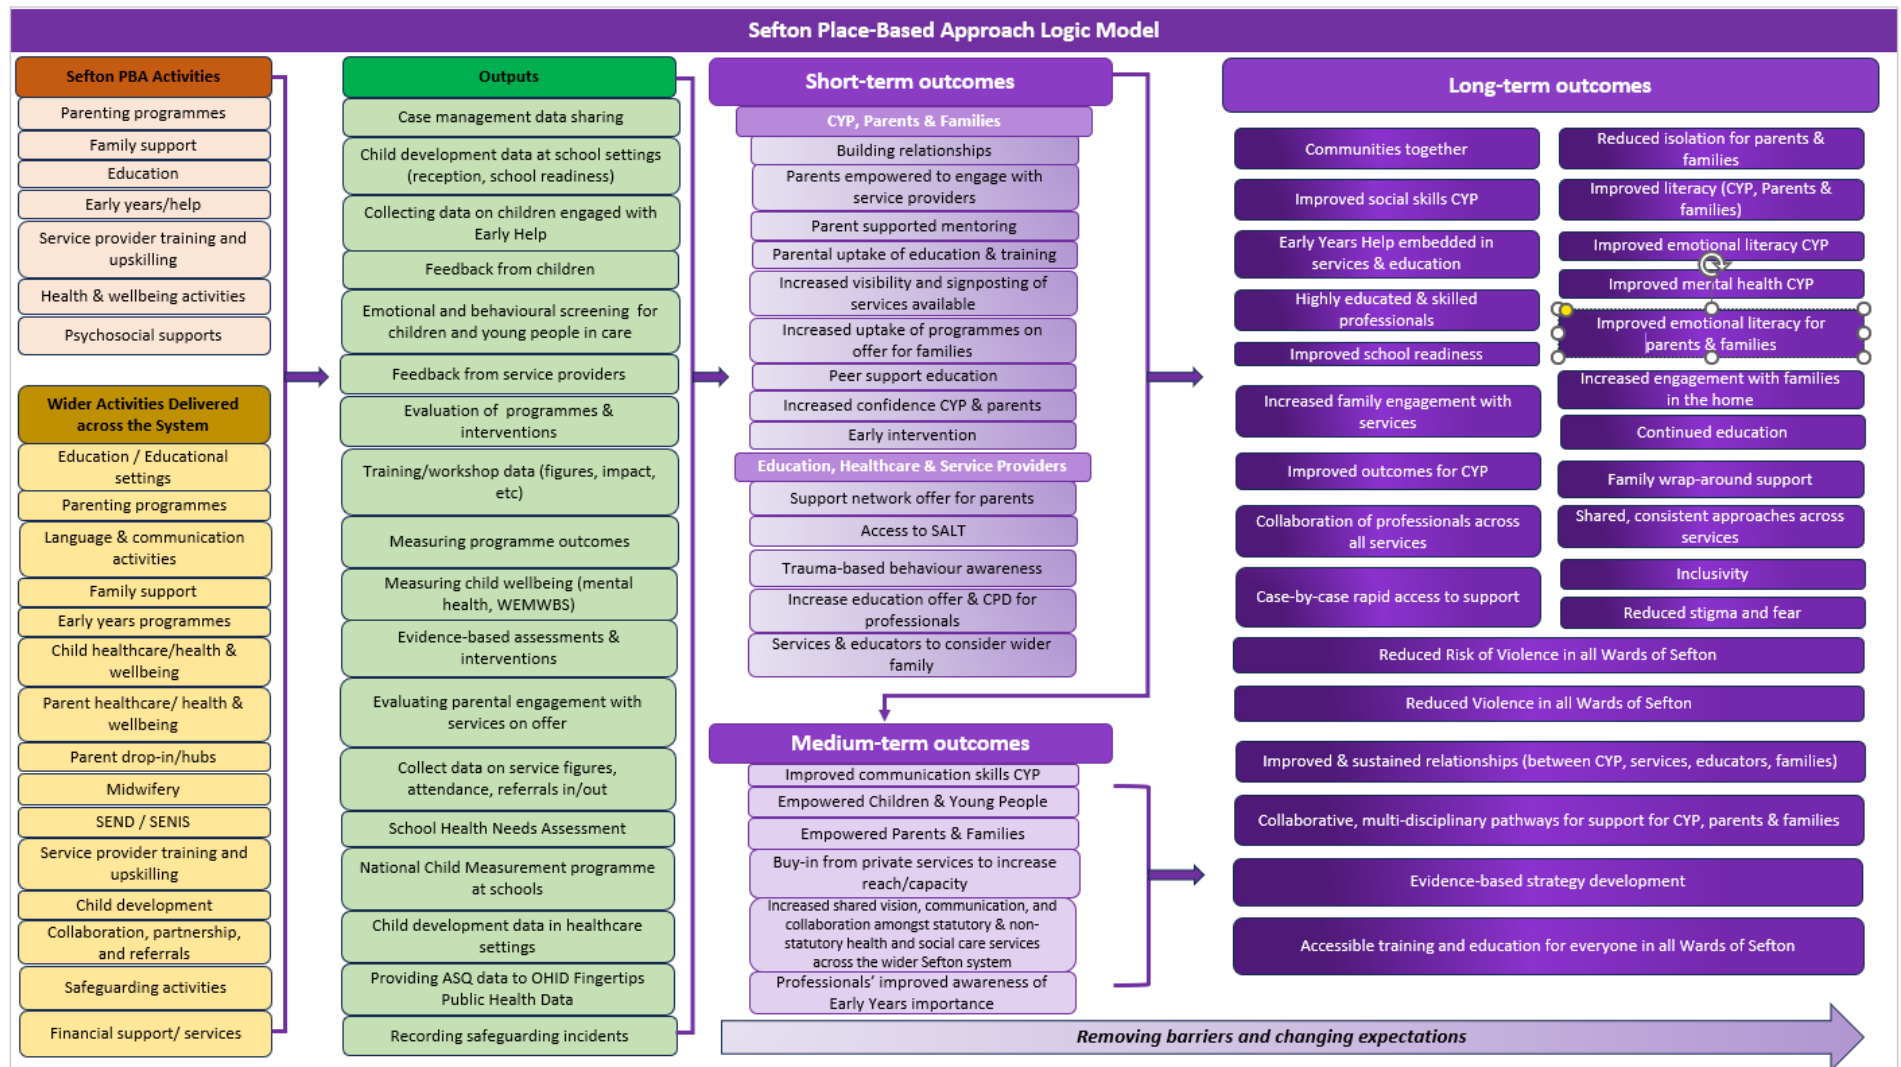 Sefton Place-Based Approach Logic Model
Sefton PBA Activities
Parenting programmes
Family support
Education
Early years/help
Service provider training and
upskilling
Health & wellbeing activities
Psychosocial supports
Wider Activities Delivered
across the System
Education / Educational
settings
Parenting programmes
Language & communication
activities
Family support
Early years programmes
Child healthcare/health &
wellbeing
Parent healthcare/ health &
wellbeing
Parent drop-in/hubs
Midwifery
SEND / SENIS
Service provider training and
upskilling
Child development
Collaboration, partnership,
and referrals
Safeguarding activities
Financial support/ services
Outputs
Case management data sharing
Child development data at school settings
(reception, school readiness)
Collecting data on children engaged with
Early Help
Feedback from children
Emotional and behavioural screening for
children and young people in care
Feedback from service providers
Evaluation of programmes &
interventions
Training/workshop data (figures, impact,
etc)
Measuring programme outcomes
Measuring child wellbeing (mental
health, WEMWBS)
Evidence-based assessments &
interventions
Evaluating parental engagement with
services on offer
Collect data on service figures,
attendance, referrals in/out
School Health Needs Assessment
National Child Measurement programme
at schools
Child development data in healthcare
settings
Providing ASQ data to OHID Fingertips
Public Health Data
Recording safeguarding incidents
Short-term outcomes
CYP, Parents & Families
Building relationships
Parents empowered to engage with
service providers
Parent supported mentoring
Parental uptake of education & training
Increased visibility and signposting of
services available
Increased uptake of programmes on
offer for families
Peer support education
Increased confidence CYP & parents
Early intervention
Education, Healthcare & Service Providers
Support network offer for parents
Access to SALT
Trauma-based behaviour awareness
Increase education offer & CPD for
professionals
Services & educators to consider wider
family
Medium-term outcomes
Improved communication skills CYP
Empowered Children & Young People
Empowered Parents & Families
Buy-in from private services to increase
reach/capacity
Increased shared vision, communication, and
collaboration amongst statutory & non-
statutory health and social care services
across the wider Sefton system
Professionals' improved awareness of
Early Years importance
Long-term outcomes
Communities together
Improved social skills CYP
Early Years Help embedded in
services & education
Highly educated & skilled
professionals
Improved school readiness
Increased family engagement with
services
Improved outcomes for CYP
Collaboration of professionals across
all services
Case-by-case rapid access to support
Reduced isolation for parents &
families
Improved literacy (CYP, Parents &
families)
Improved emotional literacy CYP
Improved mental health CYP
Improved emotional literacy for
parents & families
Increased engagement with families
in the home
Continued education
Family wrap-around support
Shared, consistent approaches across
services
Inclusivity
Reduced stigma and fear
Reduced Risk of Violence in all Wards of Sefton
Reduced Violence in all Wards of Sefton
Improved & sustained relationships (between CYP, services, educators, families)
Collaborative, multi-disciplinary pathways for support for CYP, parents & families
Evidence-based strategy development
Accessible training and education for everyone in all Wards of Sefton
Removing barriers and changing expectations